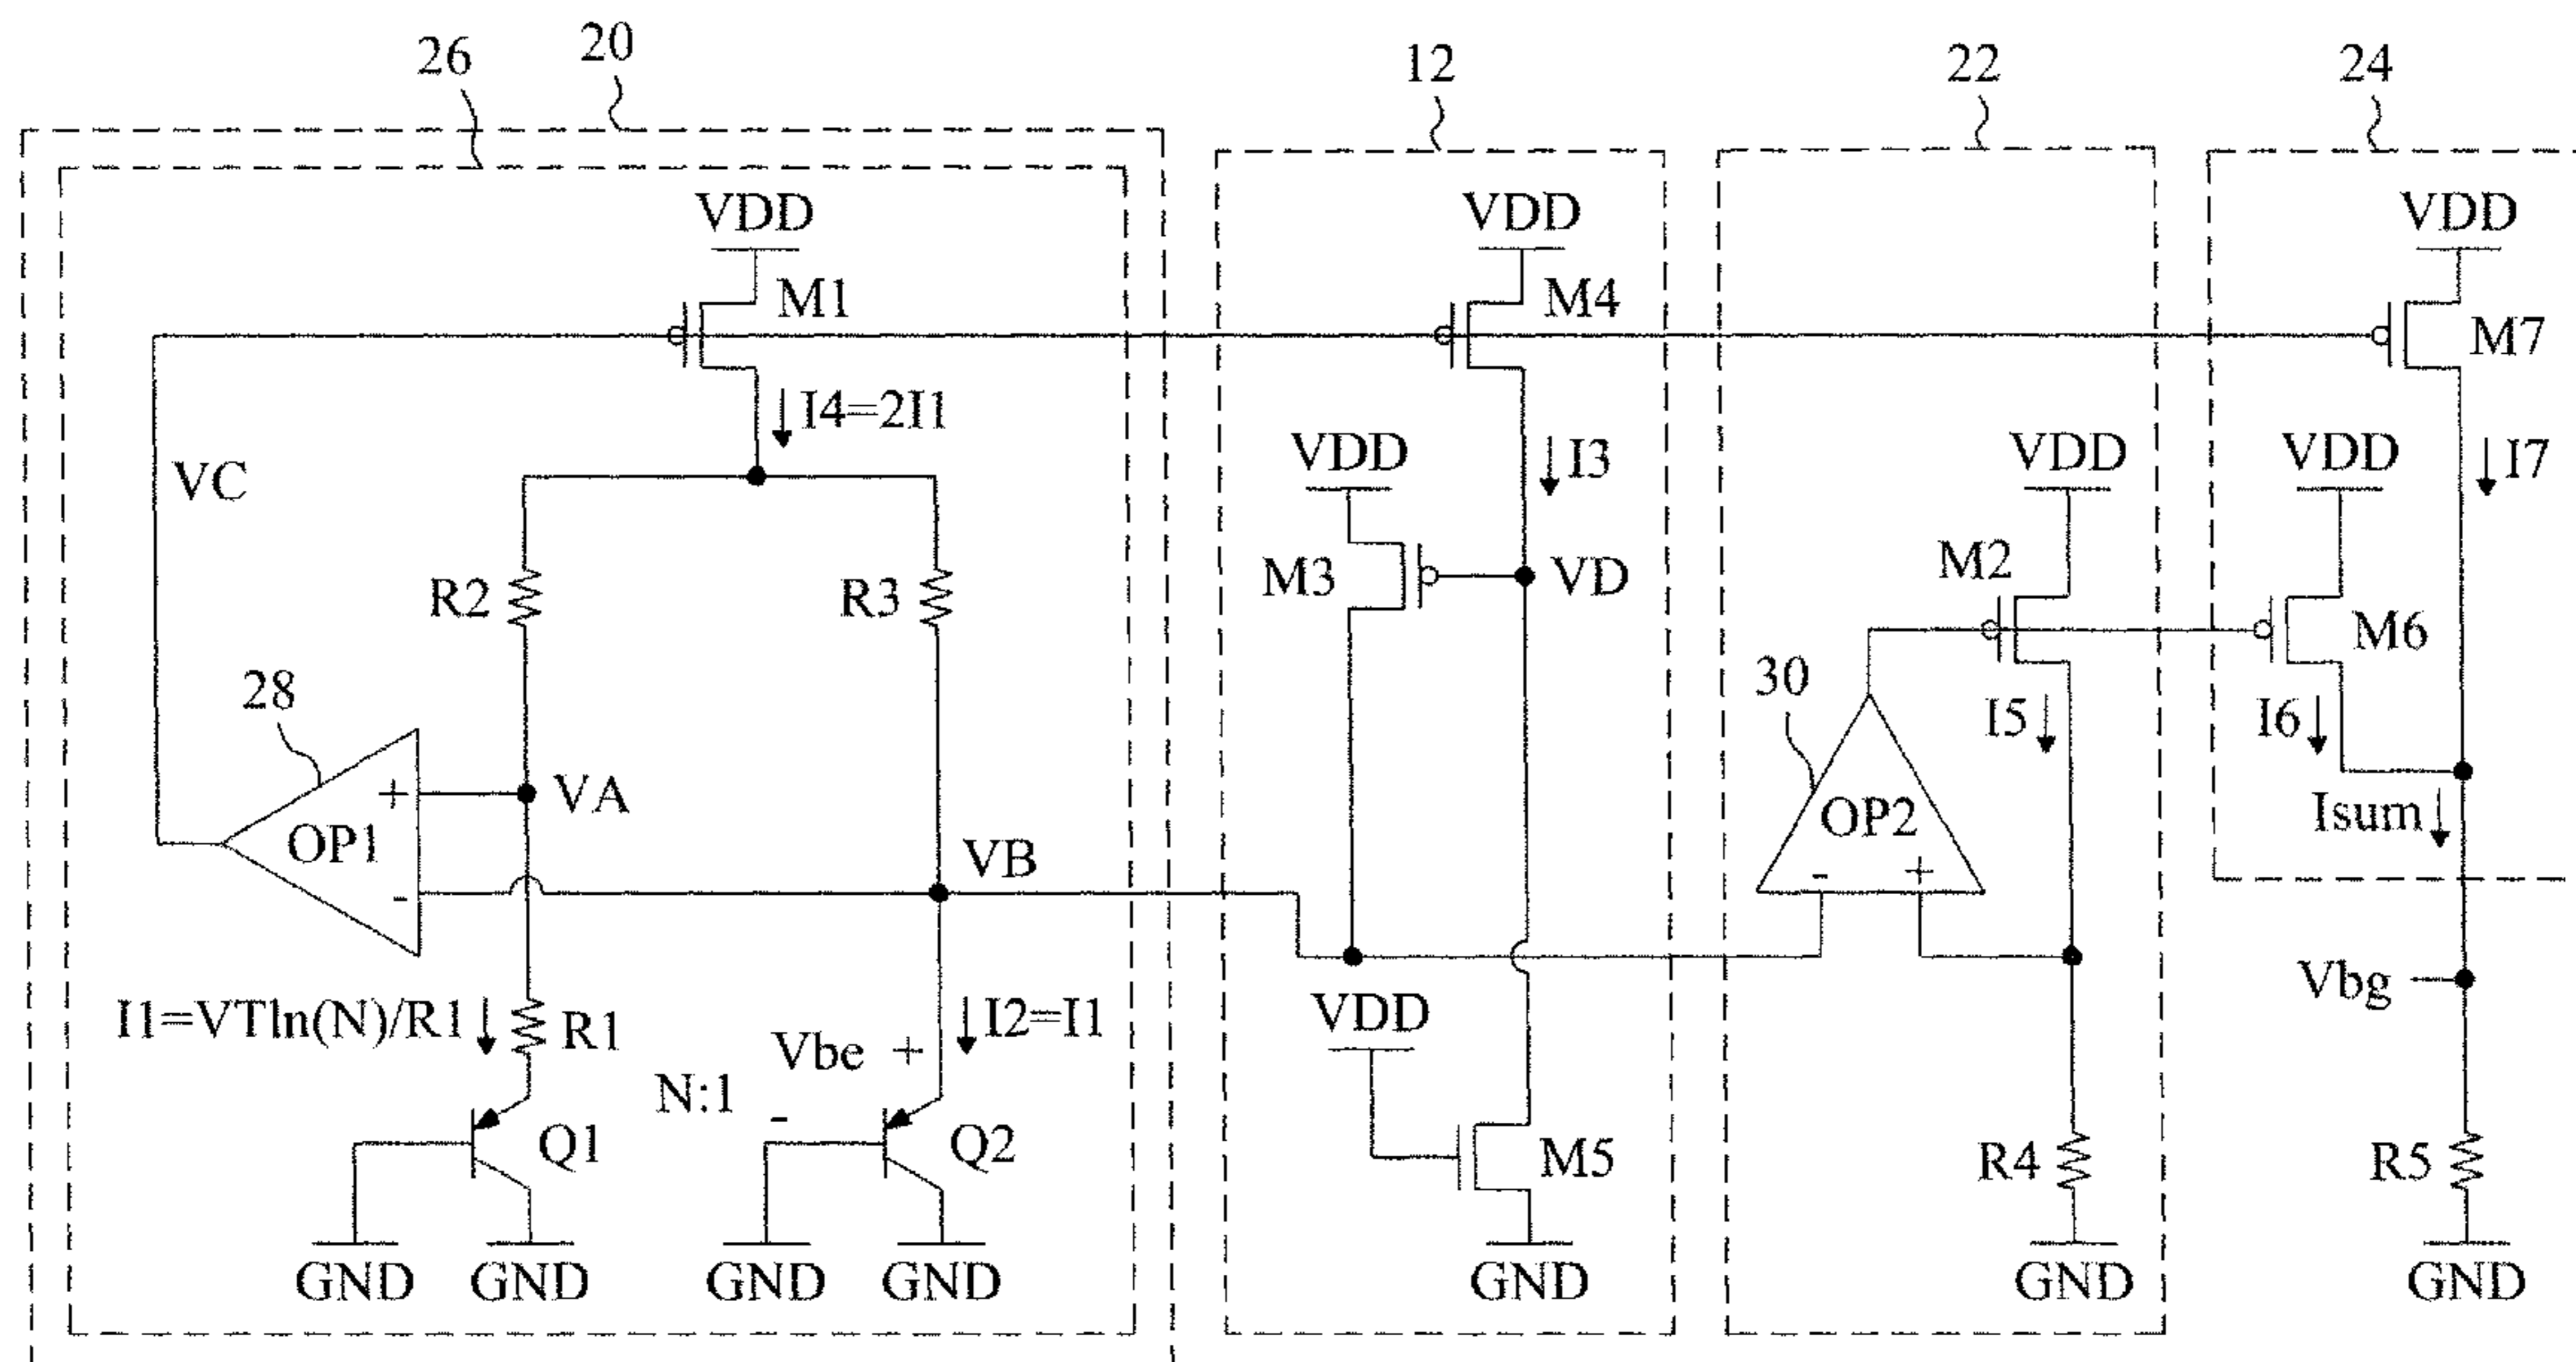 26
20
12
22
24
VDD
VDD
VDD
M1
M4
M7
I4=2I1
VDD
I3
VDD
VDD
I7
VC
R2
R3
M3
VD
M2
M6
28
30
I5
I6
+
VA
OP1
OP2
Isum
-
VB
-
+
I1=VTln(N)/R1
R1
Vbe
+
I2=I1
VDD
Vbg
N:1
-
Q1
Q2
M5
R4
R5
GND
GND
GND
GND
GND
GND
GND